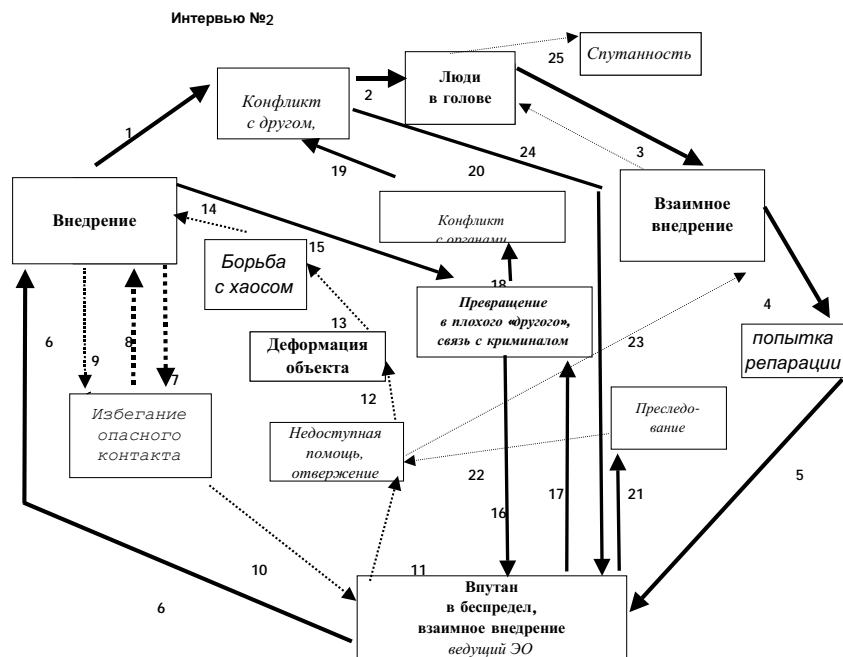 Интервью №2
25
Спутанность
Люди
в голове
2
Конфликт
с другом,
1
24
3
19
20
Взаимное
внедрение
Внедрение
14
Конфликт
с органами
15
Борьба
с хаосом
18
Превращение
в плохого «другого»,
связь с криминалом
4
13
6
8
9
7
23
попытка
репарации
Деформация
объекта
12
Избегание
опасного
контакта
Преследо-
вание
Недоступная
помощь,
отвержение
22
17
21
5
16
10
11
6
Впутан
в беспредел,
взаимное внедрение
ведущий ЭО